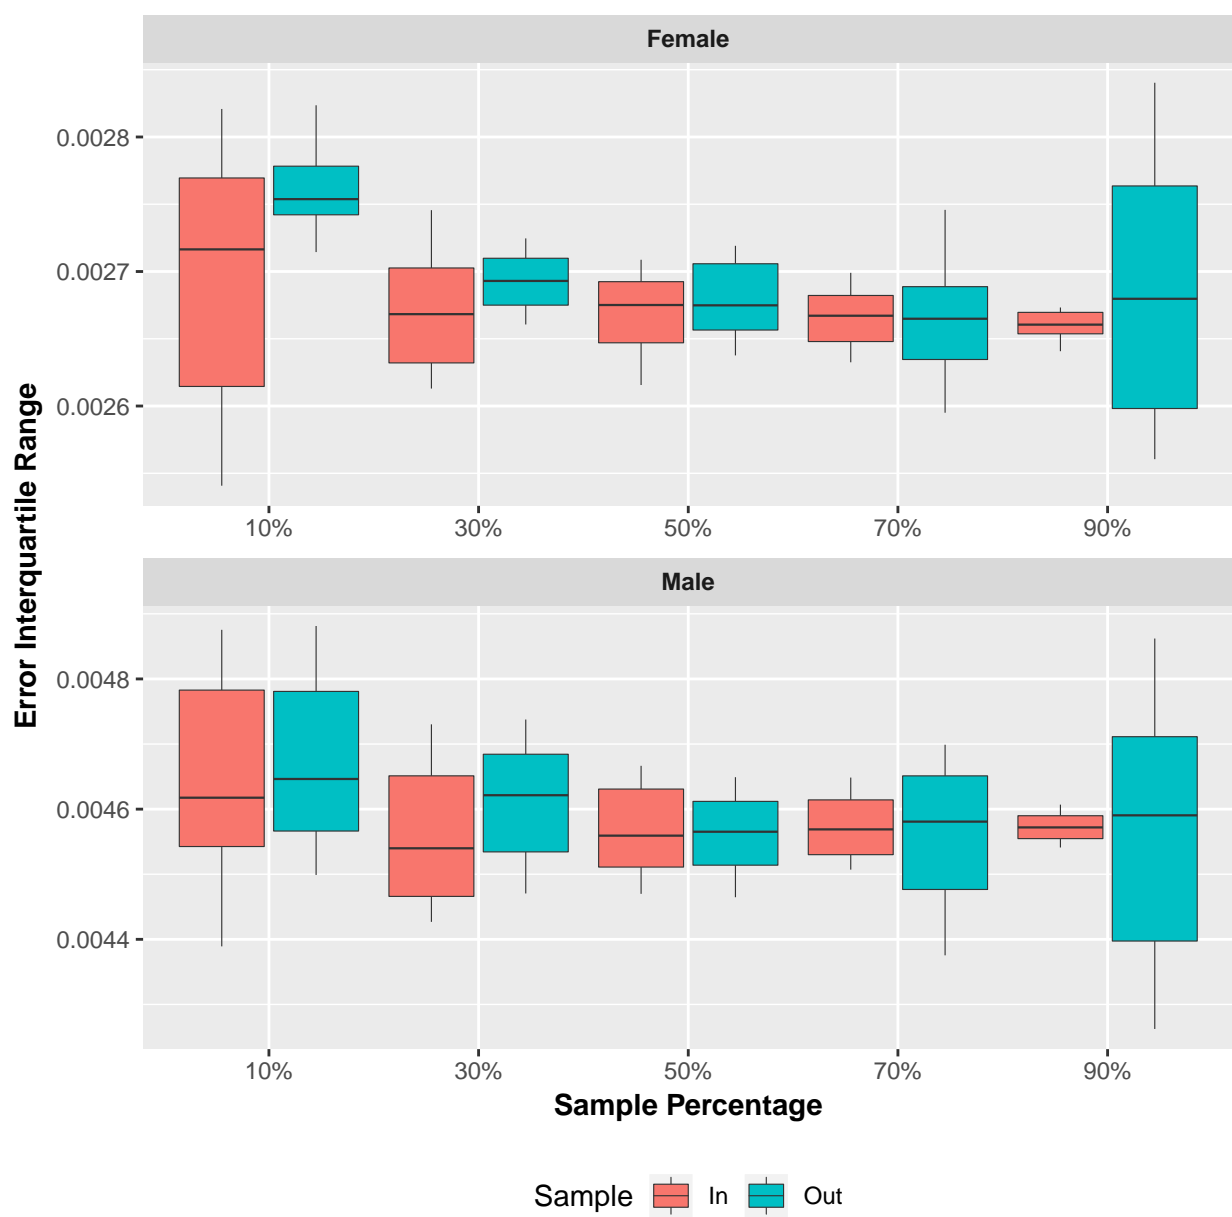 Female
0.0028
0.0027
0.0026
10% 30% 50% 70% 90%
Male
0.0048
0.0046
0.0044
10% 30% 50% 70% 90%
Error Interquartile Range
Sample Percentage
Sample In Out